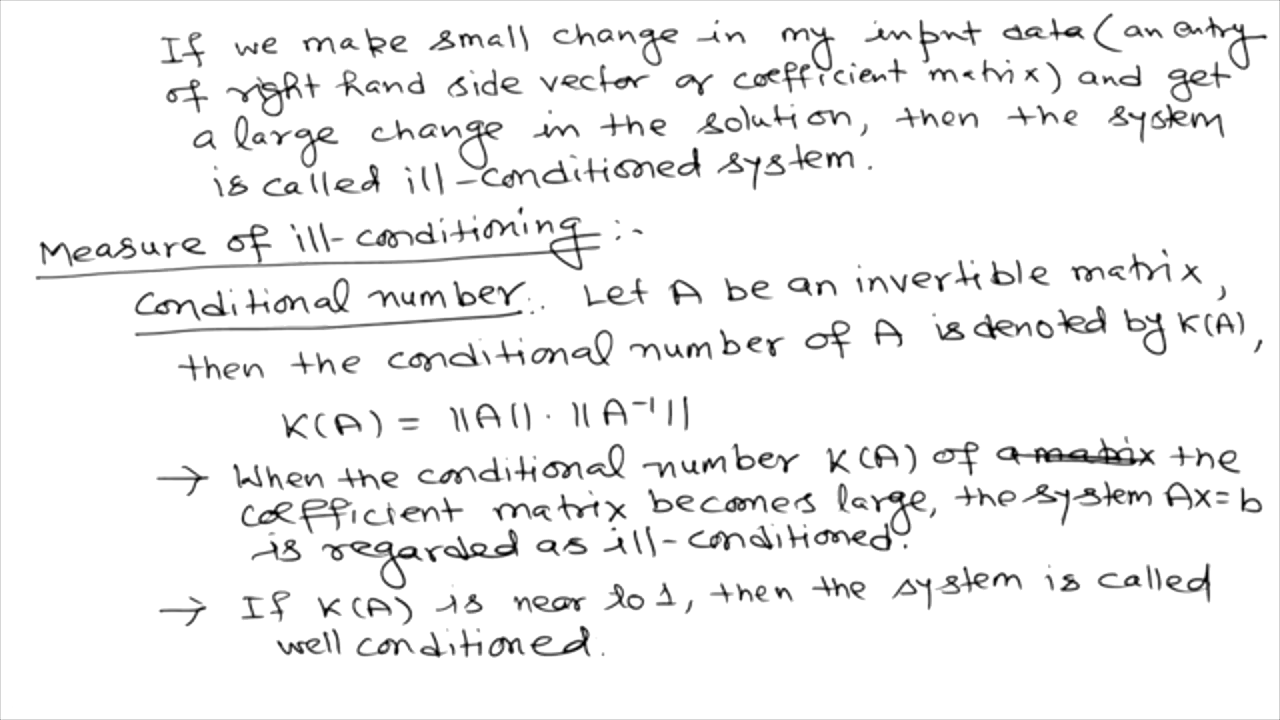 If we make small change in my input data (an entry
of right hand side vector or coefficient matrix) and get
a large change in the solution, then the system
is called ill-conditioned system.
Measure of ill-conditioning :-
Conditional number:. Let A be an invertible matrix,
then the conditional number of A is denoted by K(A),
K(A) = ||A||. ||A⁻¹||
→ When the conditional number K(A) of a matrix the
coefficient matrix becomes large, the system AX=b
is regarded as ill-conditioned.
→ If K(A) is near to 1, then the system is called
well conditioned.